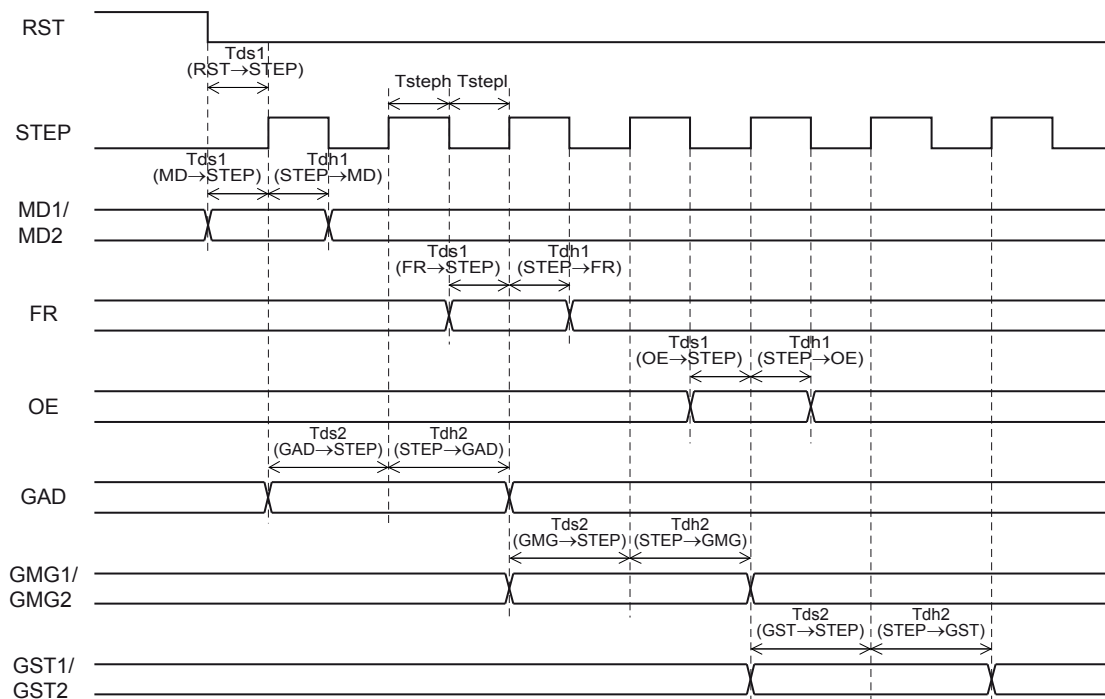 RST
Tds1
(RST→STEP)
Tsteph Tstepl
STEP
Tds1 Tdh1
(MD→STEP) (STEP→MD)
MD1/
MD2
Tds1 Tdh1
(FR→STEP) (STEP→FR)
FR
Tds1 Tdh1
(OE→STEP) (STEP→OE)
OE
Tds2 Tdh2
(GAD→STEP) (STEP→GAD)
GAD
Tds2 Tdh2
(GMG→STEP) (STEP→GMG)
GMG1/
GMG2
Tds2 Tdh2
(GST→STEP) (STEP→GST)
GST1/
GST2